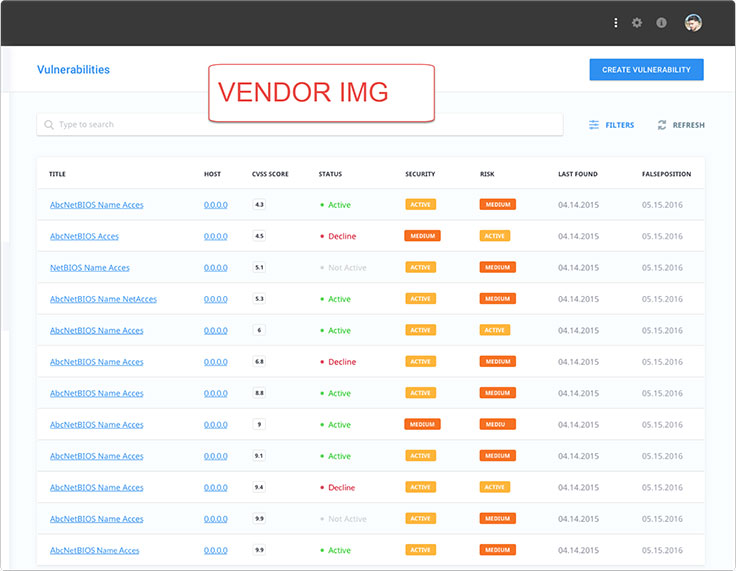 Vulnerabilities
VENDOR IMG
CREATE VULNERABILITY
Type to search
FILTERS
REFRESH
TITLE HOST CVSS SCORE STATUS SECURITY RISK LAST FOUND FALSEPOSITION
AbcNetBIOS Name Acces 0.0.0.0 4.3 Active ACTIVE MEDIUM 04.14.2015 05.15.2016
AbcNetBIOS Acces 0.0.0.0 4.5 Decline MEDIUM ACTIVE 04.14.2015 05.15.2016
NetBIOS Name Acces 0.0.0.0 5.1 Not Active ACTIVE MEDIUM 04.14.2015 05.15.2016
AbcNetBIOS Name NetAcces 0.0.0.0 5.3 Active ACTIVE MEDIUM 04.14.2015 05.15.2016
AbcNetBIOS Name Acces 0.0.0.0 6 Active ACTIVE ACTIVE 04.14.2015 05.15.2016
AbcNetBIOS Name Acces 0.0.0.0 6.8 Decline ACTIVE MEDIUM 04.14.2015 05.15.2016
AbcNetBIOS Name Acces 0.0.0.0 8.8 Active ACTIVE MEDIUM 04.14.2015 05.15.2016
AbcNetBIOS Name Acces 0.0.0.0 9 Active MEDIUM MEDIU 04.14.2015 05.15.2016
AbcNetBIOS Name Acces 0.0.0.0 9.1 Active ACTIVE MEDIUM 04.14.2015 05.15.2016
AbcNetBIOS Name Acces 0.0.0.0 9.4 Decline ACTIVE ACTIVE 04.14.2015 05.15.2016
AbcNetBIOS Name Acces 0.0.0.0 9.9 Not Active ACTIVE MEDIUM 04.14.2015 05.15.2016
AbcNetBIOS Name Acces 0.0.0.0 9.9 Active ACTIVE MEDIUM 04.14.2015 05.15.2016